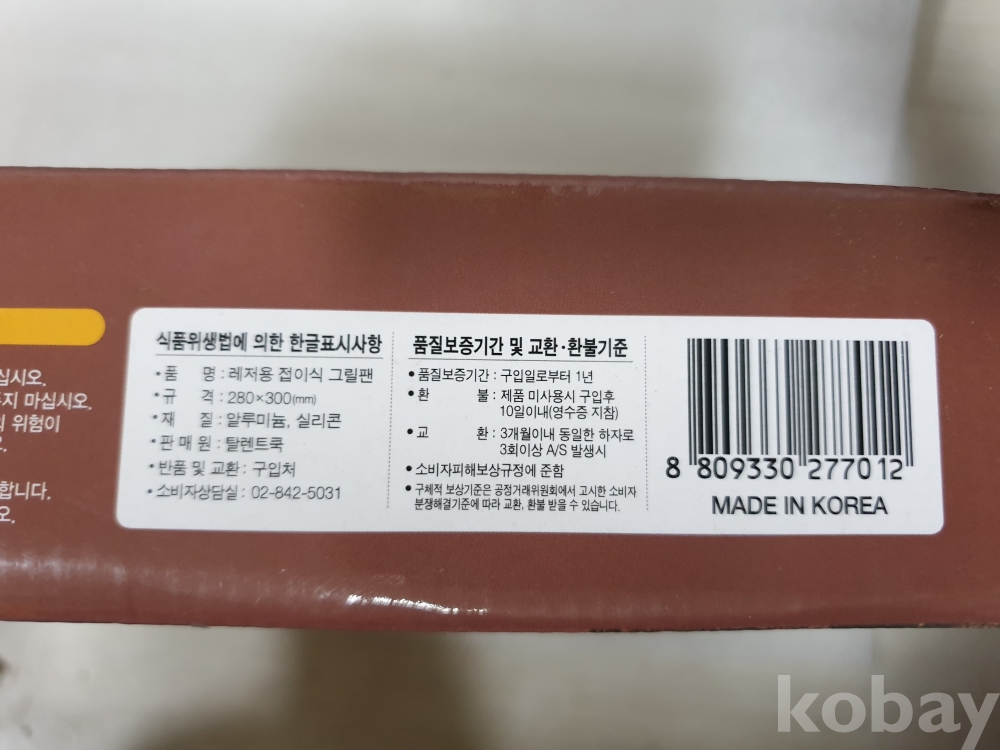 십시오.
지 마십시오.
위험이
합니다.
오.
식품위생법에 의한 한글표시사항
• 품 명 : 레저용 접이식 그릴팬
• 규 격 : 280×300(mm)
• 재 질 : 알루미늄, 실리콘
• 판 매 원 : 탈렌트쿡
• 반품 및 교환 : 구입처
• 소비자상담실 : 02-842-5031
품질보증기간 및 교환·환불기준
• 품질보증기간 : 구입일로부터 1년
• 환 불 : 제품 미사용시 구입후
10일이내(영수증 지참)
• 교 환 : 3개월이내 동일한 하자로
3회이상 A/S 발생시
• 소비자피해보상규정에 준함
• 구체적 보상기준은 공정거래위원회에서 고시한 소비자
분쟁해결기준에 따라 교환, 환불 받을 수 있습니다.
8 809330 277012
MADE IN KOREA
kobay